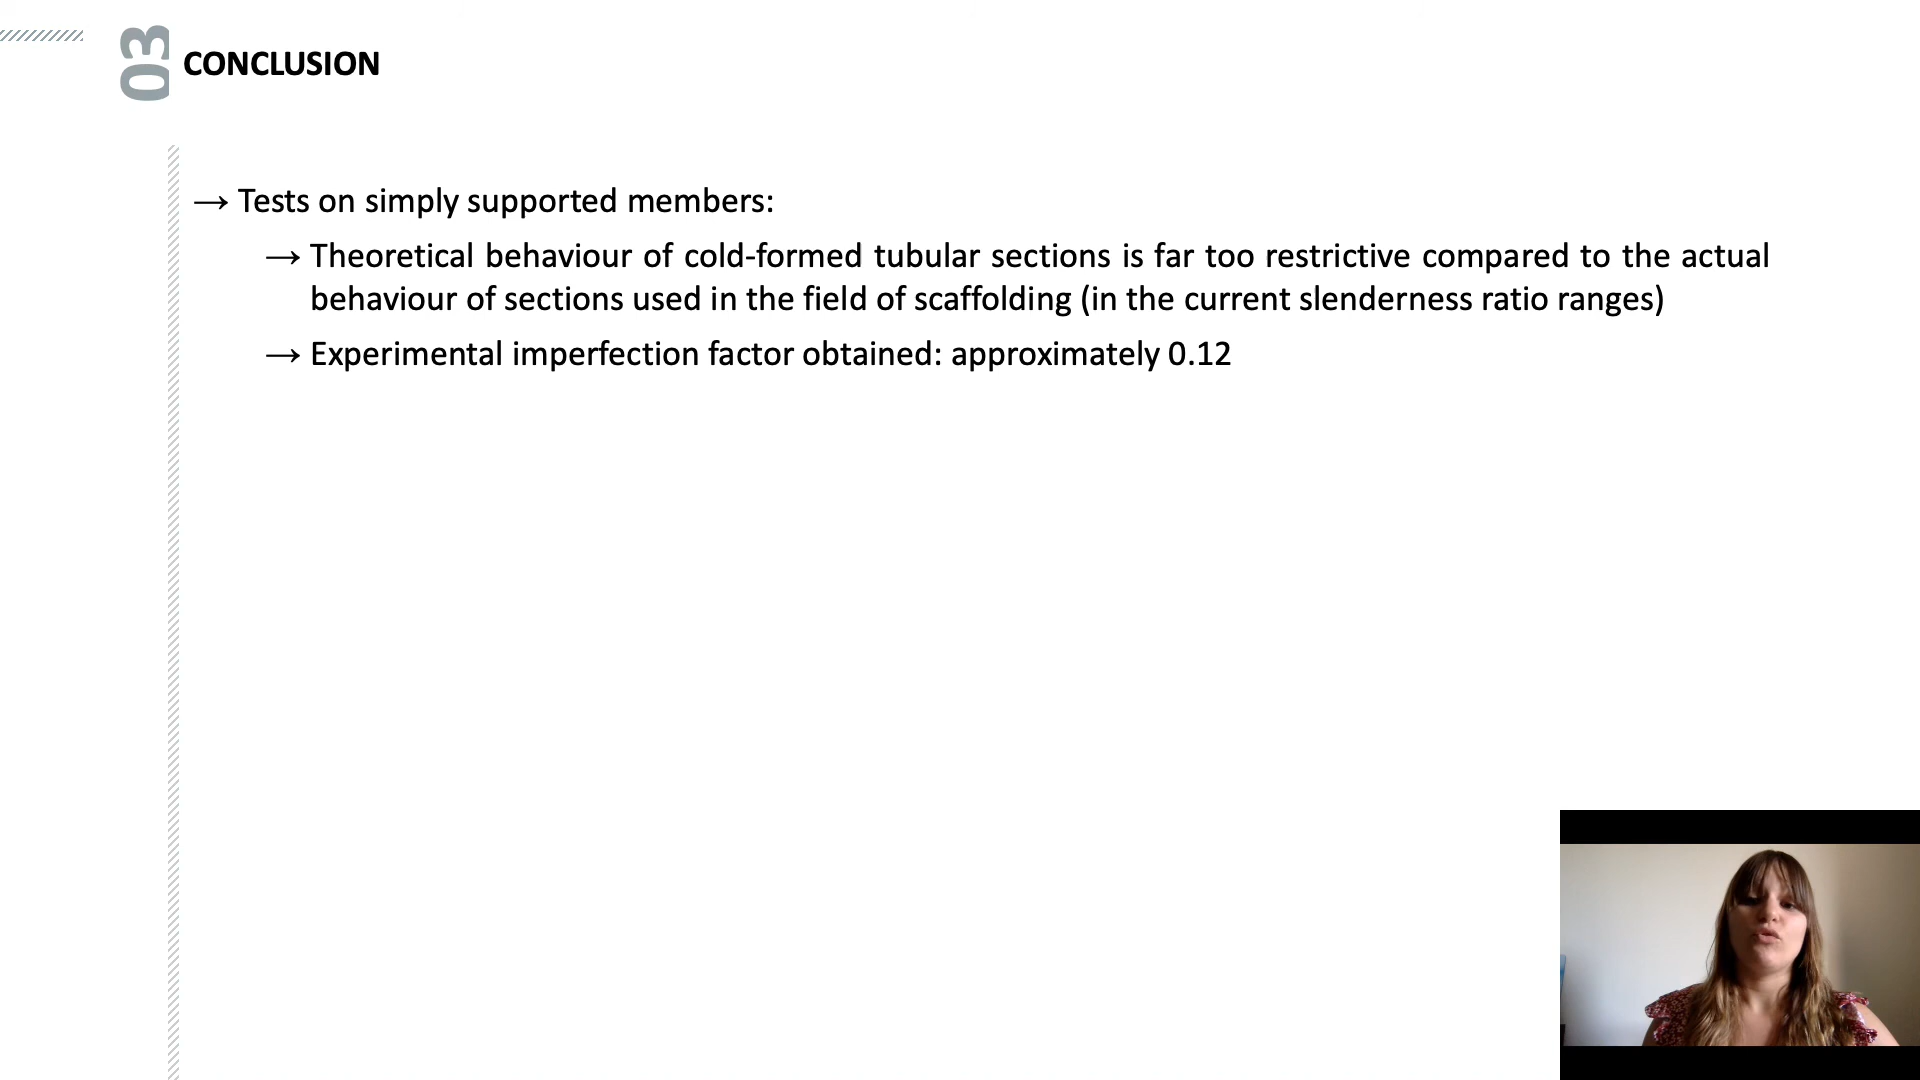 03
CONCLUSION
→ Tests on simply supported members:
→ Theoretical behaviour of cold-formed tubular sections is far too restrictive compared to the actual
behaviour of sections used in the field of scaffolding (in the current slenderness ratio ranges)
→ Experimental imperfection factor obtained: approximately 0.12